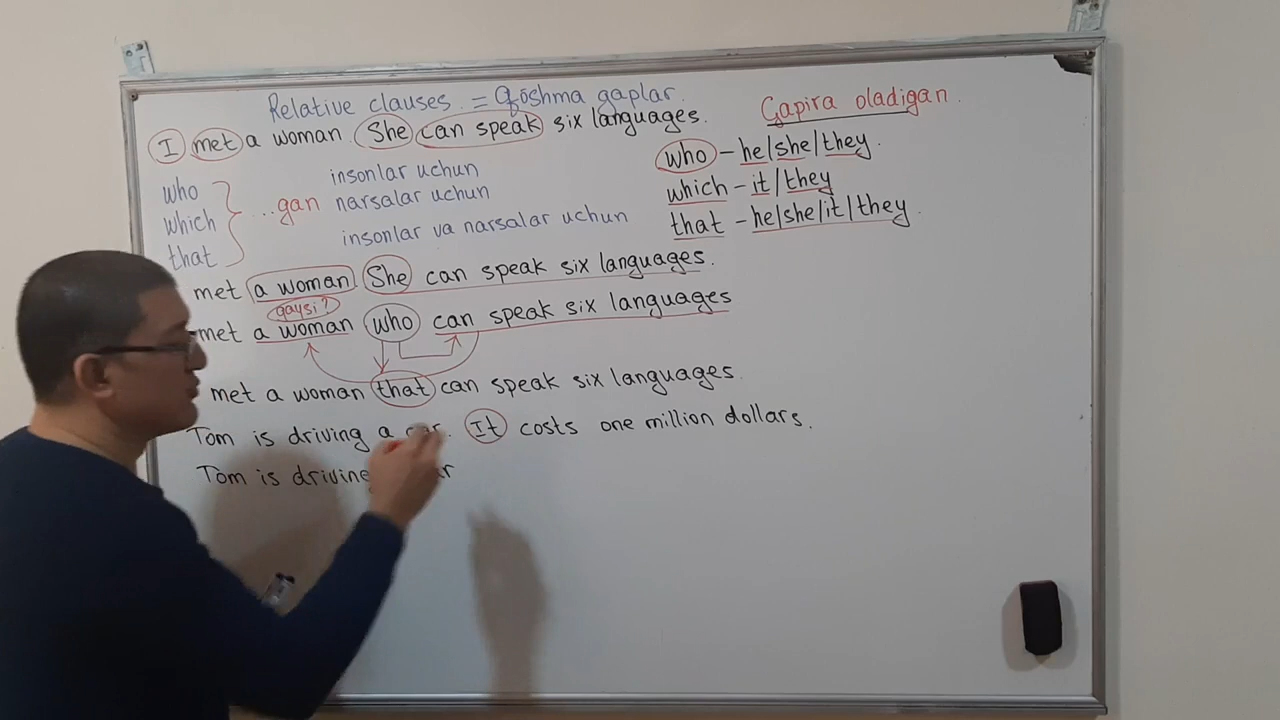 Relative clauses. = Qo'shma gaplar.
I met a woman. She can speak six languages.
who
which
that
...gan
insonlar uchun
narsalar uchun
insonlar va narsalar uchun
Gapira oladigan.
who - he/she/they.
which - it/they
that - he/she/it/they.
met a woman. She can speak six languages.
qaysi?
met a woman who can speak six languages
met a woman that can speak six languages.
Tom is driving a car. It costs one million dollars.
Tom is driving